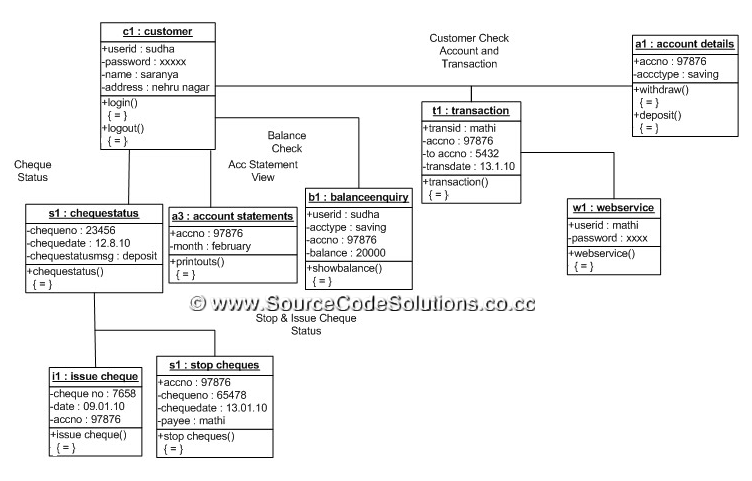 c1 : customer
+userid : sudha
-password : xxxxx
-name : saranya
-address : nehru nagar
+login()
{ = }
+logout()
{ = }
Customer Check
Account and
Transaction
a1 : account details
+accno : 97876
-accctype : saving
+withdraw()
{ = }
+deposit()
{ = }
t1 : transaction
+transid : mathi
-accno : 97876
-to accno : 5432
-transdate : 13.1.10
+transaction()
{ = }
Balance
Check
Acc Statement
View
Cheque
Status
s1 : chequestatus
-chequeno : 23456
-chequedate : 12.8.10
-chequestatusmsg : deposit
+chequestatus()
{ = }
a3 : account statements
+accno : 97876
-month : february
+printouts()
{ = }
b1 : balanceenquiry
+userid : sudha
-acctype : saving
-accno : 97876
-balance : 20000
+showbalance()
{ = }
w1 : webservice
+userid : mathi
-password : xxxx
+webservice()
{ = }
© www.SourceCodeSolutions.co.cc
Stop & Issue Cheque
Status
i1 : issue cheque
-cheque no : 7658
-date : 09.01.10
-accno : 97876
+issue cheque()
{ = }
s1 : stop cheques
+accno : 97876
-chequeno : 65478
-chequedate : 13.01.10
-payee : mathi
+stop cheques()
{ = }